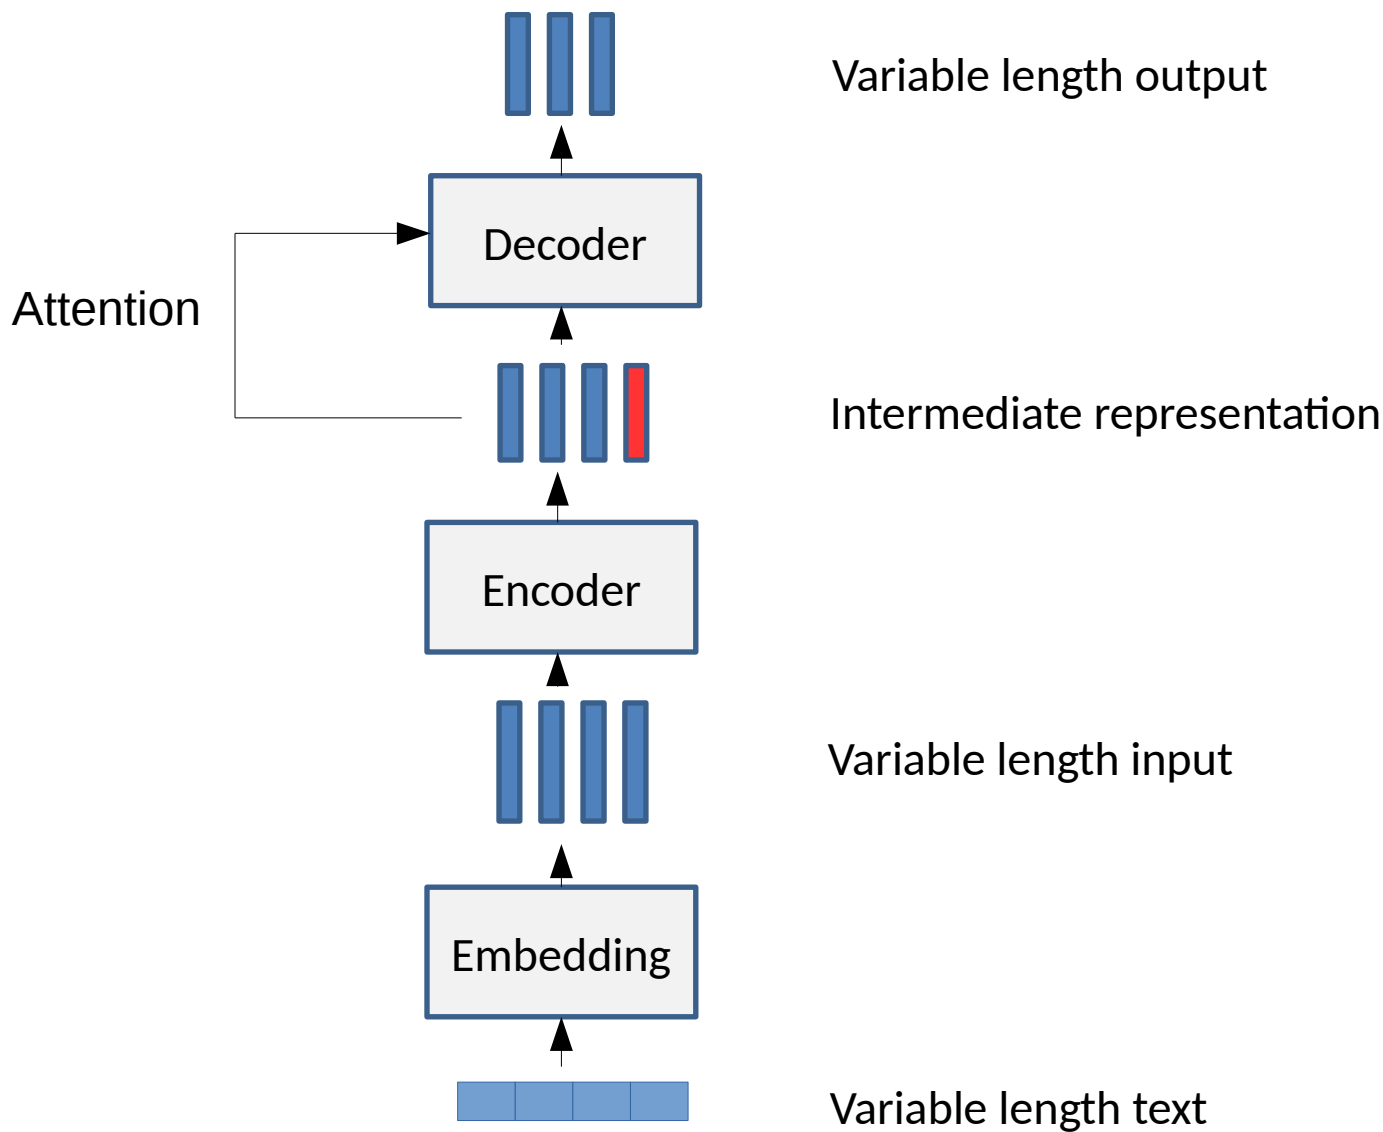 Variable length output
Decoder
Attention
Intermediate representation
Encoder
Variable length input
Embedding
Variable length text